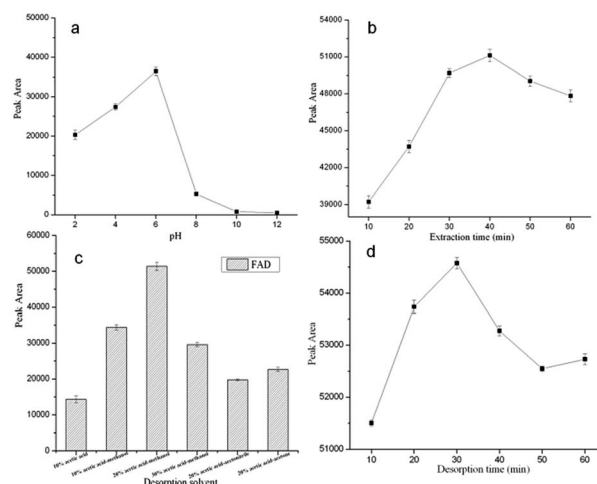 a
50000
40000
30000
20000
10000
0
Peak Area
2 4 6 8 10 12
pH
b
54000
51000
48000
45000
42000
39000
Peak Area
10 20 30 40 50 60
Extraction time (min)
c
FAD
60000
50000
40000
30000
20000
10000
0
Peak Area
10% acetic acid
10% acetic acid-methanol
20% acetic acid-methanol
30% acetic acid-methanol
20% acetic acid-acetonitrile
20% acetic acid-acetone
Desorption solvent
d
55000
54000
53000
52000
51000
Peak Area
10 20 30 40 50 60
Desorption time (min)